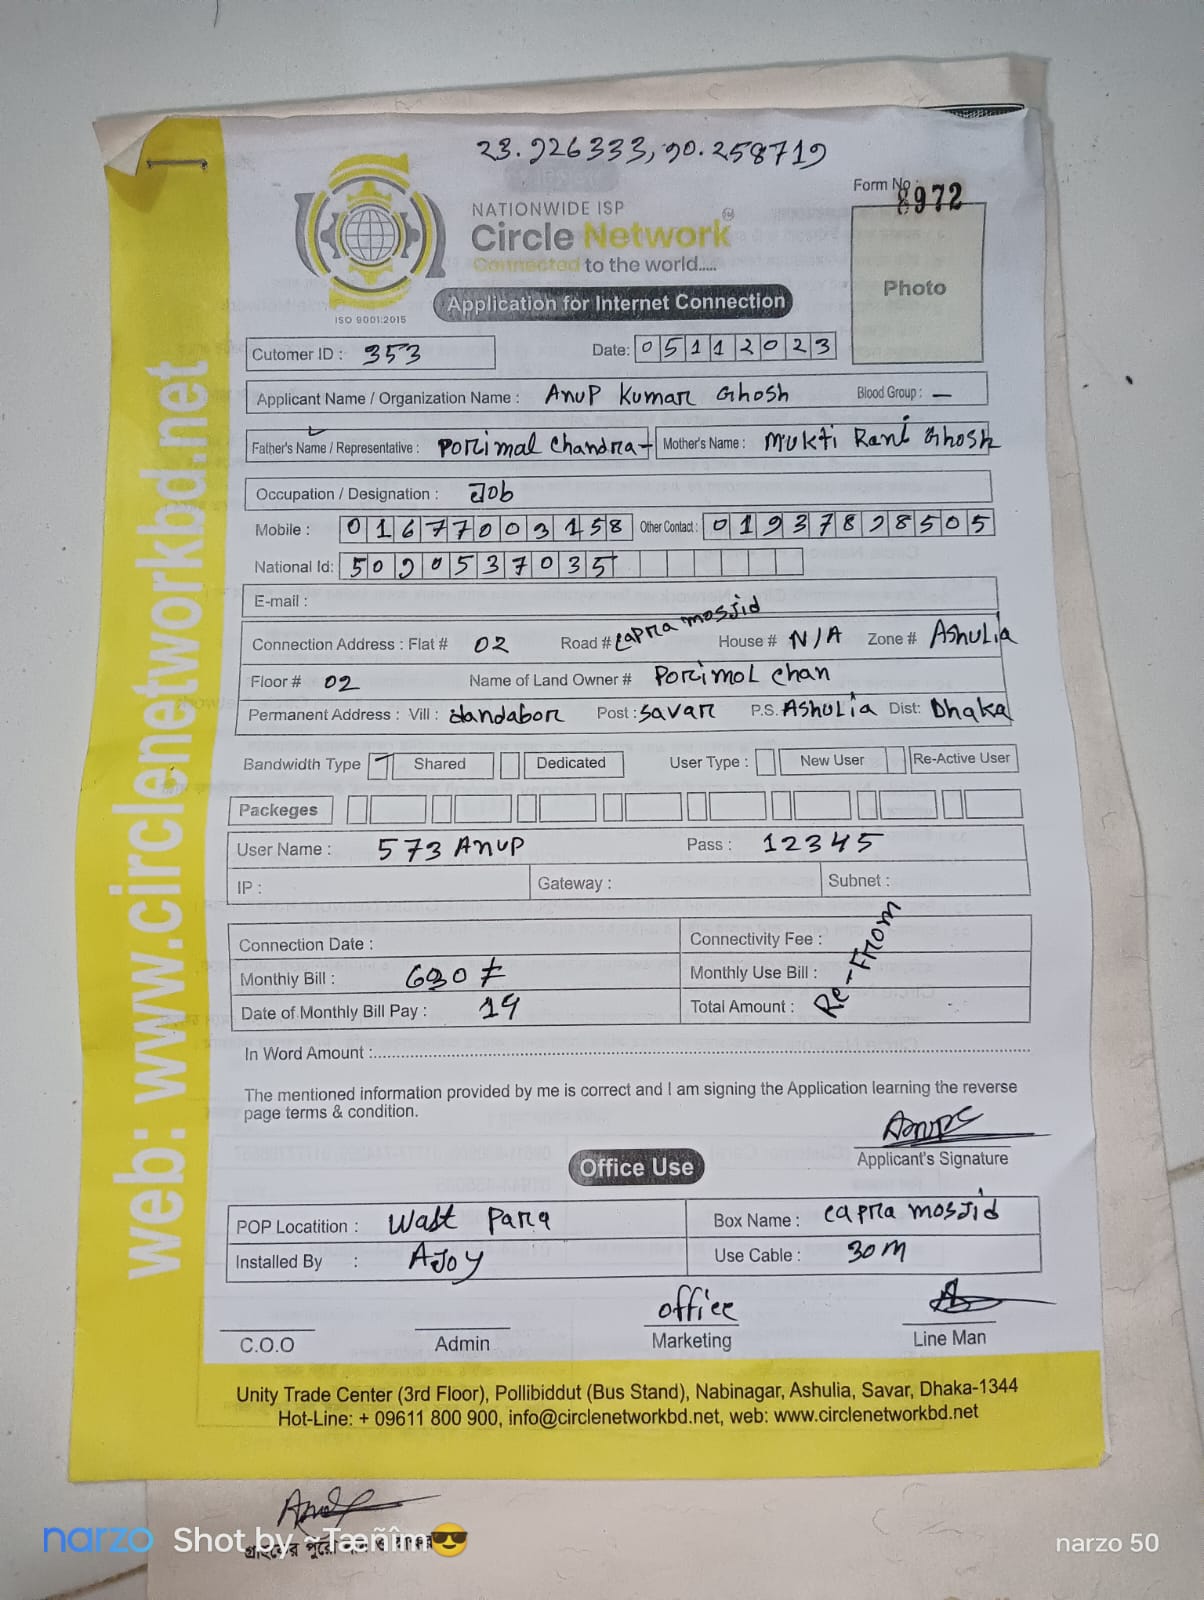 23.926333,90.258719
Form No : 8972
NATIONWIDE ISP
Circle Network
Connected to the world.....
Photo
ISO 9001:2015
Application for Internet Connection
Cutomer ID : 353 Date: 05112023
Applicant Name / Organization Name : Anup Kumar Ghosh Blood Group : —
Father's Name / Representative : Porimal Chandra Mother's Name : Mukti Rani Ghosh
Occupation / Designation : Job
Mobile : 01677003158 Other Contact : 01937828505
National Id: 5020537035
E-mail :
Connection Address : Flat # 02 Road # capra mosjid House # N/A Zone # Ashulia
Floor # 02 Name of Land Owner # Porimol chan
Permanent Address : Vill : dandabor Post : savar P.S. Ashulia Dist: Dhaka
Bandwidth Type Shared Dedicated User Type : New User Re-Active User
Packeges
User Name : 573 Anup Pass : 12345
IP : Gateway : Subnet :
Connection Date : Connectivity Fee :
Monthly Bill : 630 Monthly Use Bill :
Date of Monthly Bill Pay : 19 Total Amount : Re-From
In Word Amount :
The mentioned information provided by me is correct and I am signing the Application learning the reverse
page terms & condition.
Applicant's Signature
Office Use
POP Locatition : Wast Para Box Name : capra mosjid
Installed By : Ajoy Use Cable : 30M
office
C.O.O Admin Marketing Line Man
Unity Trade Center (3rd Floor), Pollibiddut (Bus Stand), Nabinagar, Ashulia, Savar, Dhaka-1344
Hot-Line: + 09611 800 900, info@circlenetworkbd.net, web: www.circlenetworkbd.net
web: www.circlenetworkbd.net
গ্রাহকের
narzo Shot by ~Tæñîm😎 narzo 50